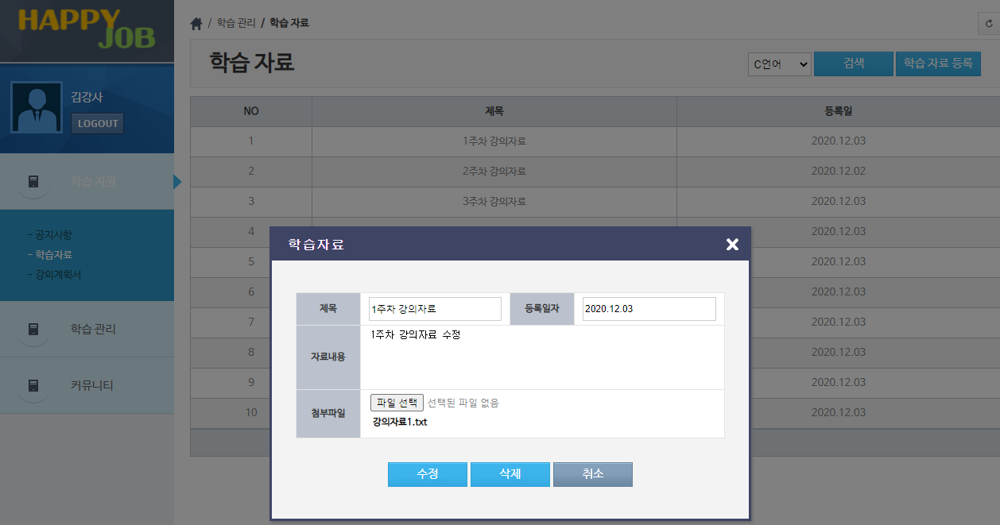 HAPPY
JOB
김강사
LOGOUT
학습 지원
- 공지사항
- 학습자료
- 강의계획서
학습 관리
커뮤니티
/ 학습 관리 / 학습 자료
학습 자료
C언어
검색
학습 자료 등록
NO 제목 등록일
1 1주차 강의자료 2020.12.03
2 2주차 강의자료 2020.12.02
3 3주차 강의자료 2020.12.03
4 2020.12.03
5 2020.12.03
6 2020.12.03
7 2020.12.03
8 2020.12.03
9 2020.12.03
10 2020.12.03
학습자료
제목 1주차 강의자료 등록일자 2020.12.03
자료내용 1주차 강의자료 수정
첨부파일 파일 선택 선택된 파일 없음
강의자료1.txt
수정 삭제 취소